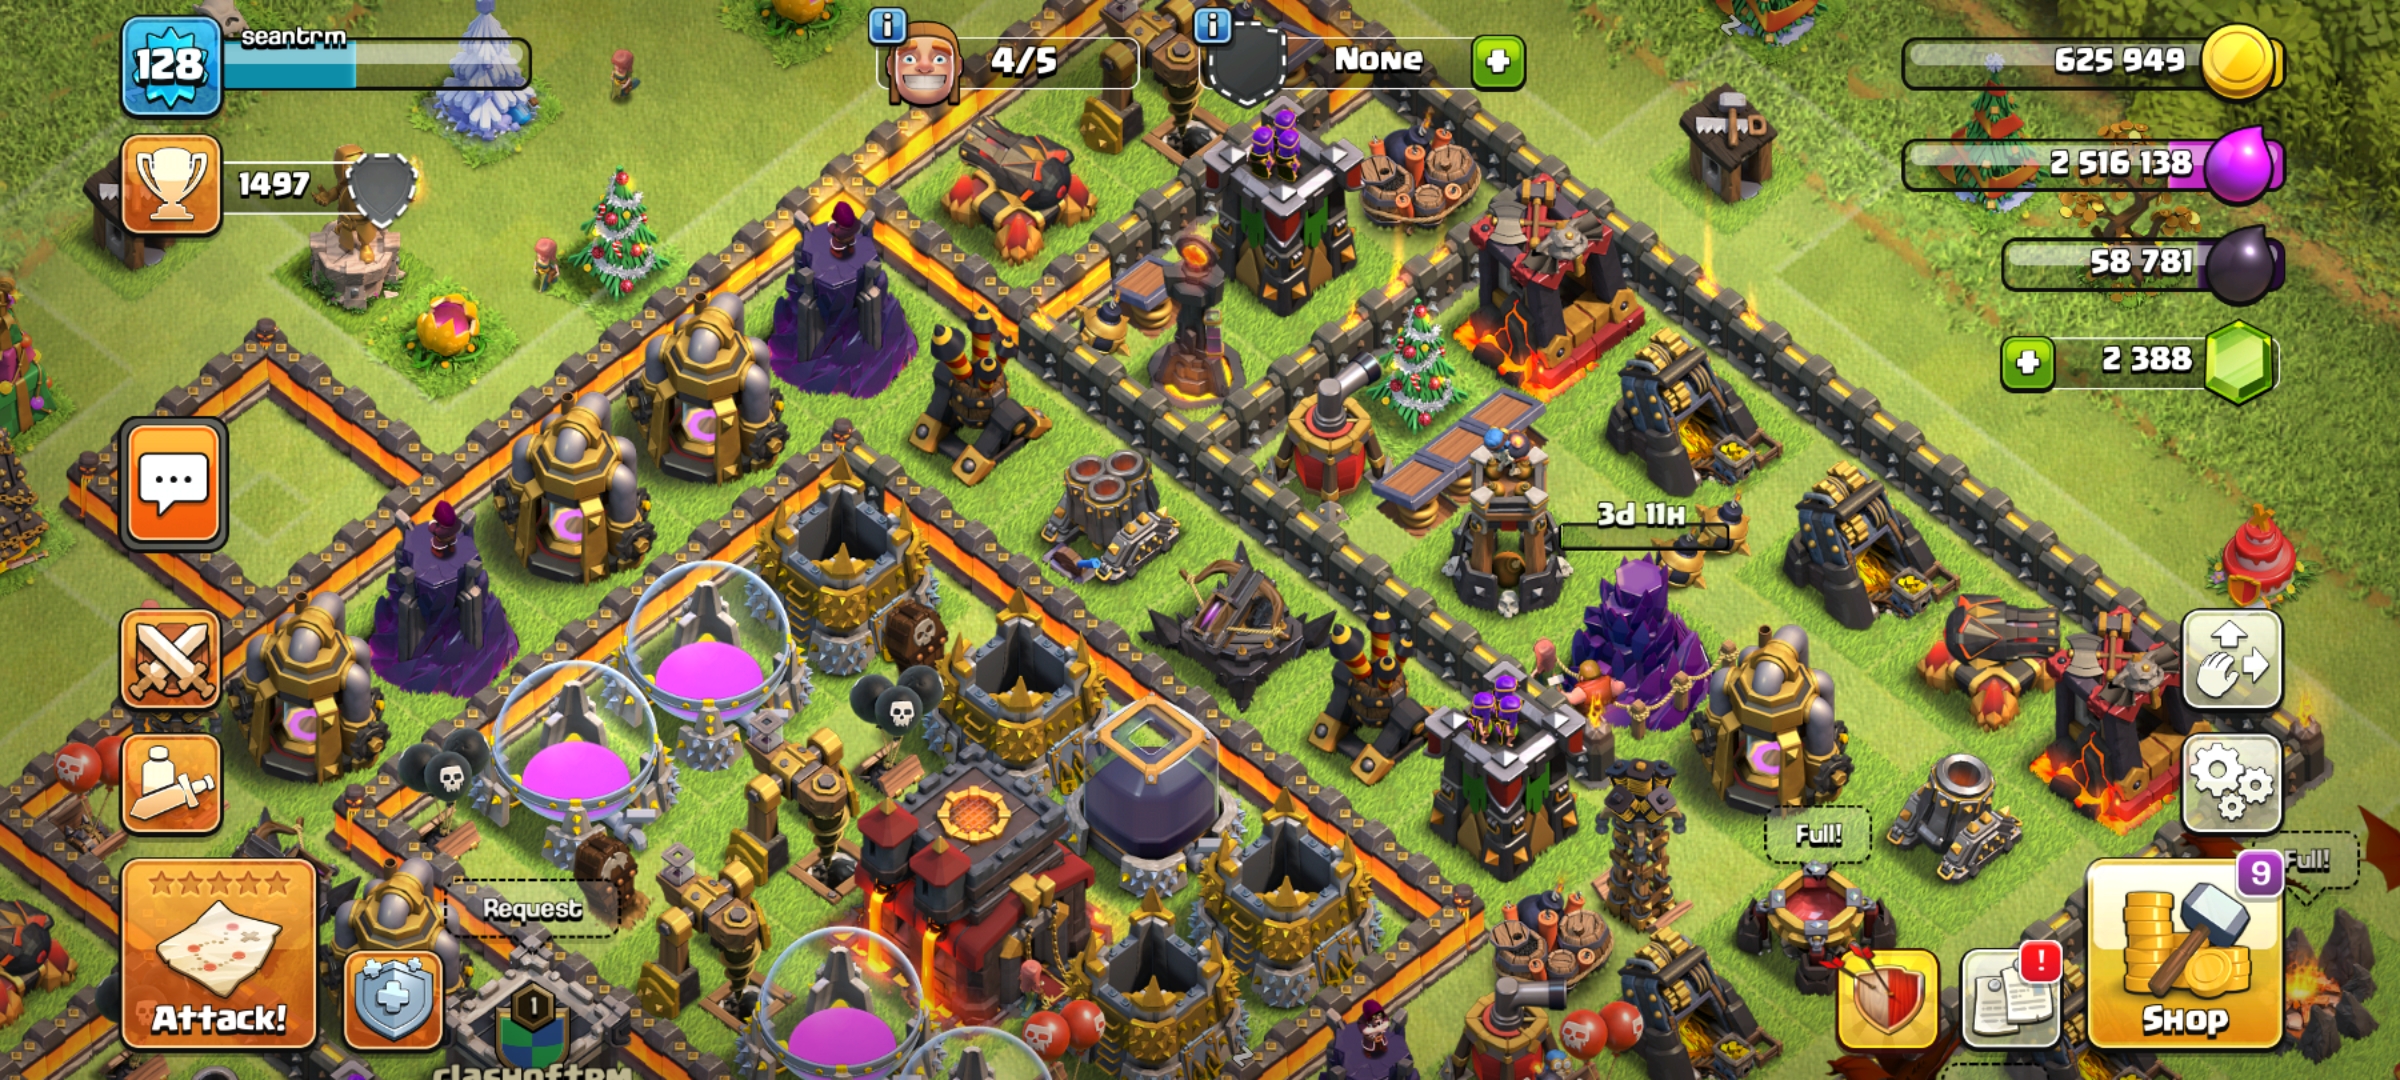 128
seantrm
4/5
None
625 949
1497
2 516 138
58 781
2 388
3d 11h
Full!
Full!
9
Request
Attack!
1
Shop
clashoftrm